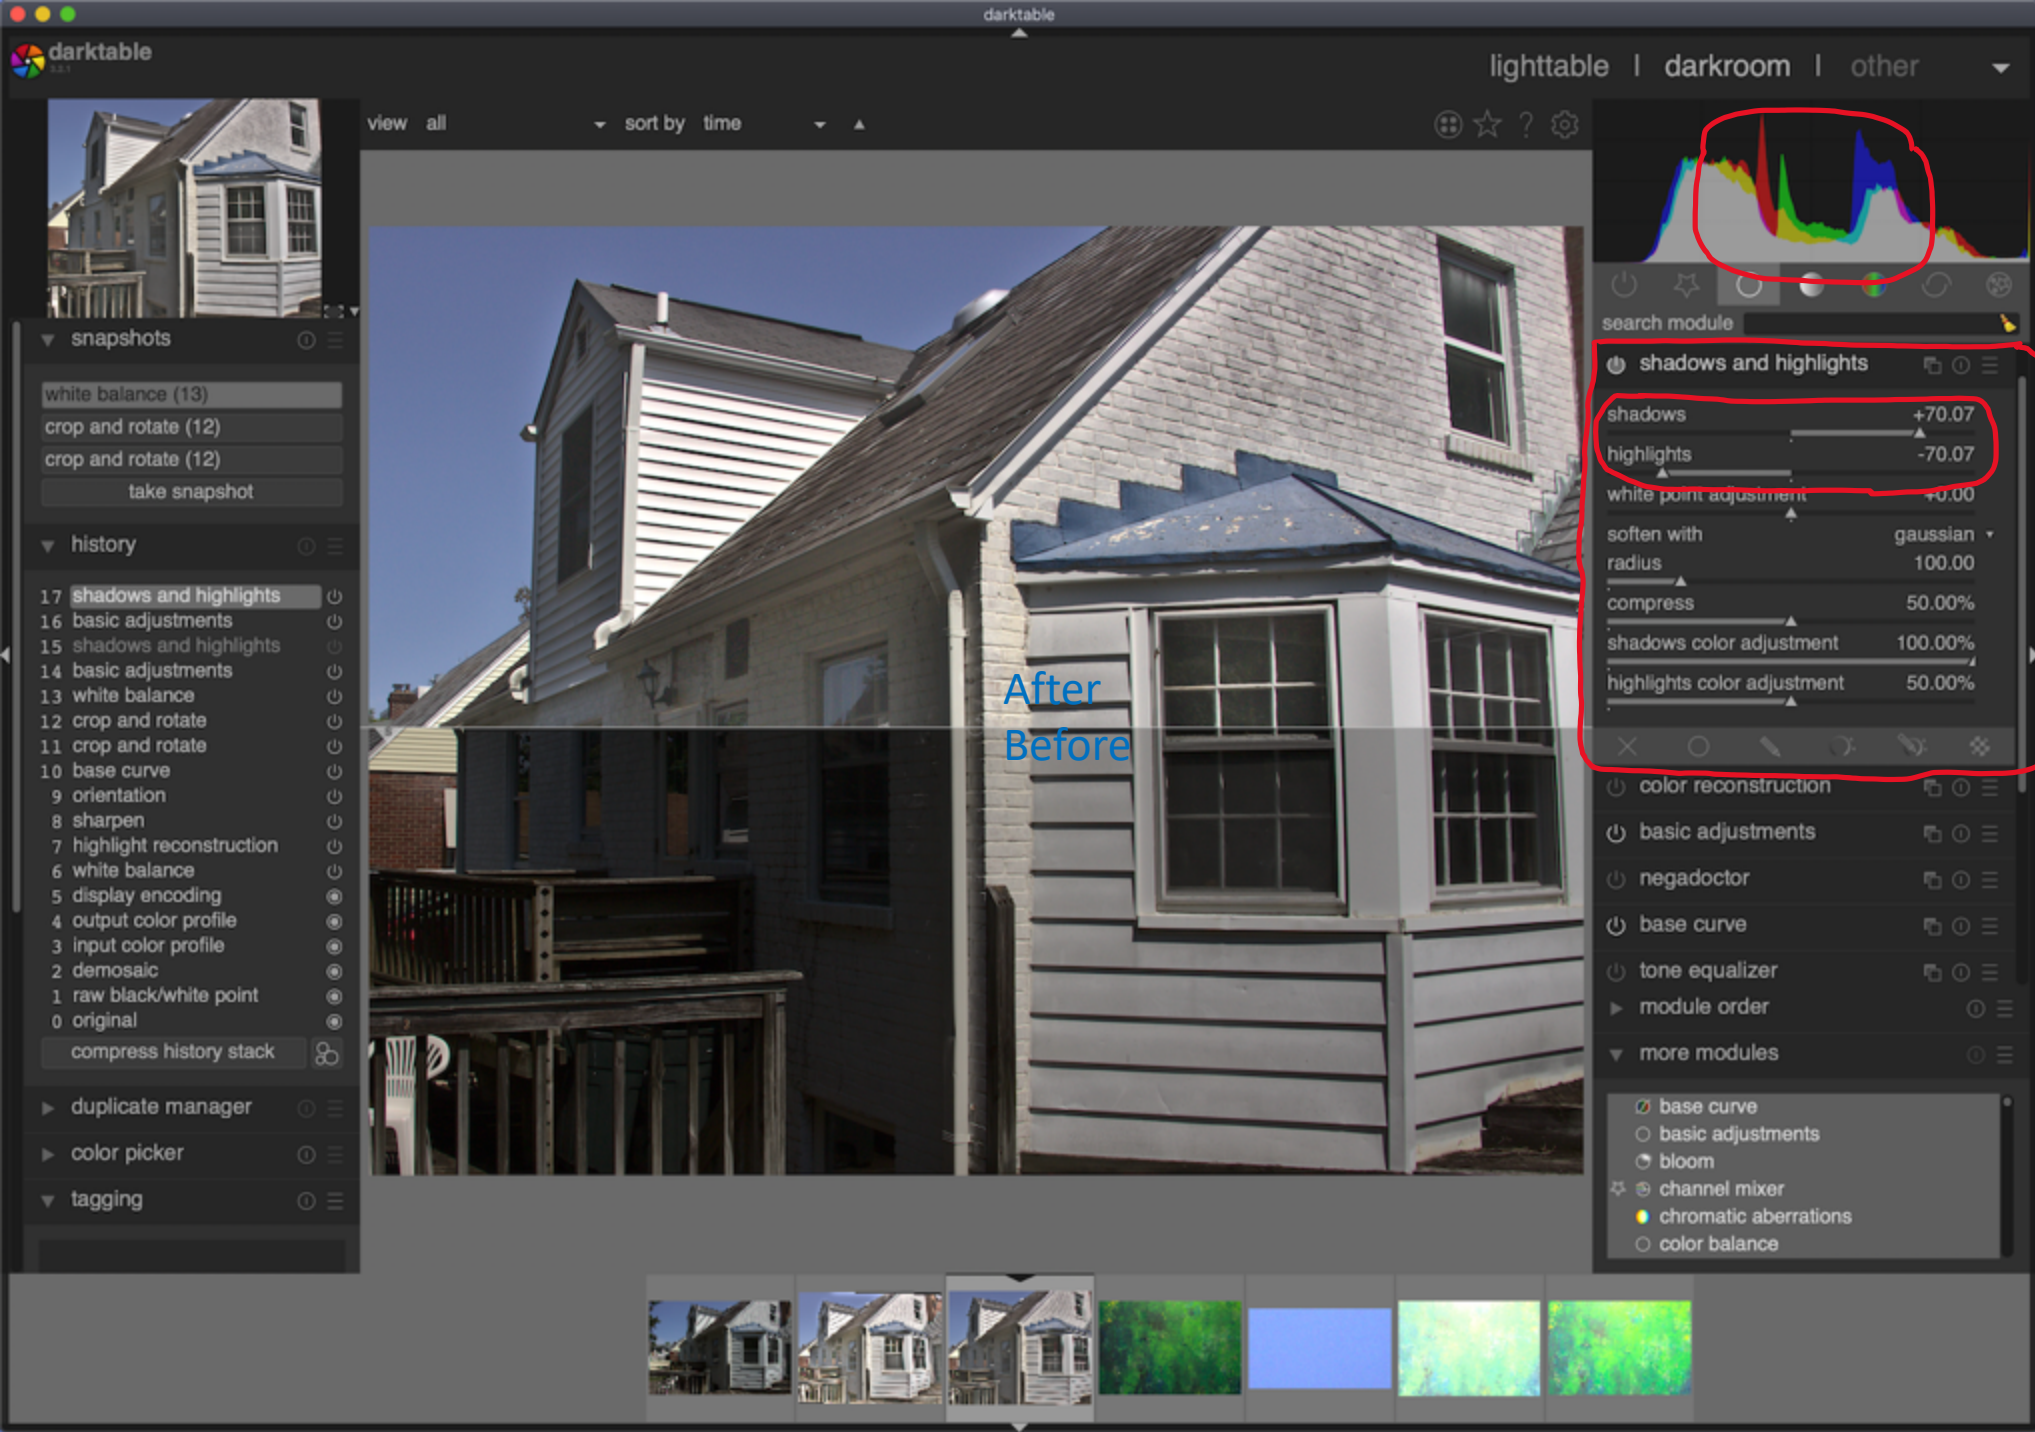 darktable
darktable
lighttable | darkroom | other
view all sort by time ?
snapshots
white balance (13)
crop and rotate (12)
crop and rotate (12)
take snapshot
history
17 shadows and highlights
16 basic adjustments
15 shadows and highlights
14 basic adjustments
13 white balance
12 crop and rotate
11 crop and rotate
10 base curve
9 orientation
8 sharpen
7 highlight reconstruction
6 white balance
5 display encoding
4 output color profile
3 input color profile
2 demosaic
1 raw black/white point
0 original
compress history stack
duplicate manager
color picker
tagging
After
Before
search module
shadows and highlights
shadows +70.07
highlights -70.07
white point adjustment +0.00
soften with gaussian
radius 100.00
compress 50.00%
shadows color adjustment 100.00%
highlights color adjustment 50.00%
color reconstruction
basic adjustments
negadoctor
base curve
tone equalizer
module order
more modules
base curve
basic adjustments
bloom
channel mixer
chromatic aberrations
color balance